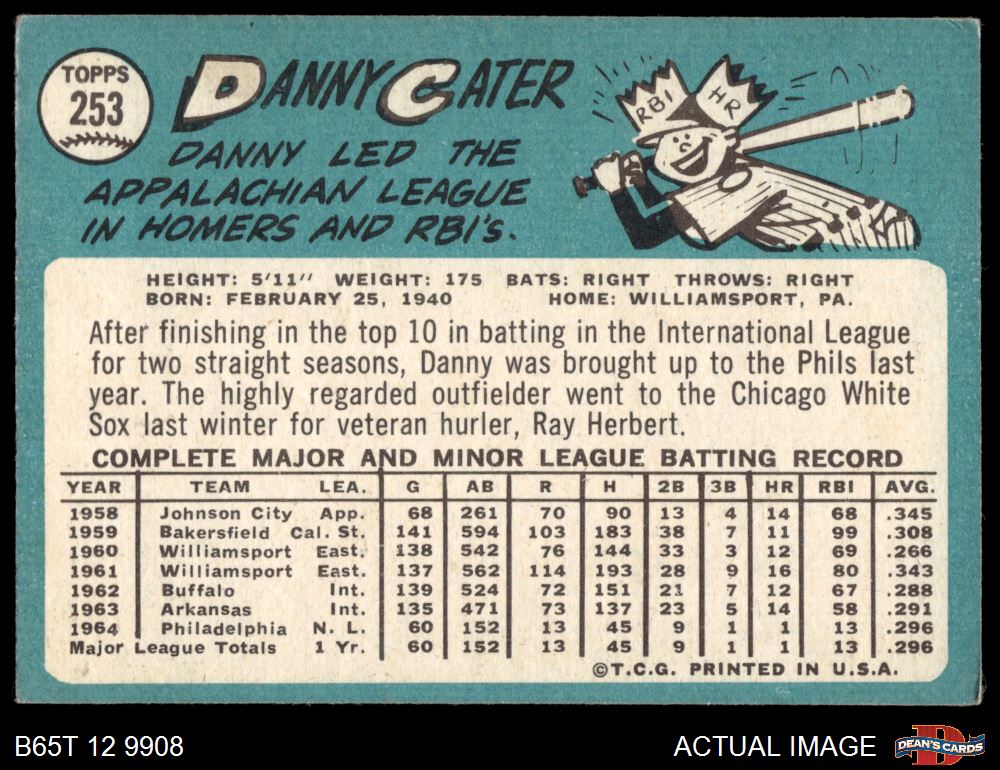 TOPPS
253
DANNY CATER
DANNY LED THE
APPALACHIAN LEAGUE
IN HOMERS AND RBI'S.
RBI HR
HEIGHT: 5'11" WEIGHT: 175 BATS: RIGHT THROWS: RIGHT
BORN: FEBRUARY 25, 1940 HOME: WILLIAMSPORT, PA.
After finishing in the top 10 in batting in the International League
for two straight seasons, Danny was brought up to the Phils last
year. The highly regarded outfielder went to the Chicago White
Sox last winter for veteran hurler, Ray Herbert.
COMPLETE MAJOR AND MINOR LEAGUE BATTING RECORD
YEAR TEAM LEA. G AB R H 2B 3B HR RBI AVG.
1958 Johnson City App. 68 261 70 90 13 4 14 68 .345
1959 Bakersfield Cal. St. 141 594 103 183 38 7 11 99 .308
1960 Williamsport East. 138 542 76 144 33 3 12 69 .266
1961 Williamsport East. 137 562 114 193 28 9 16 80 .343
1962 Buffalo Int. 139 524 72 151 21 7 12 67 .288
1963 Arkansas Int. 135 471 73 137 23 5 14 58 .291
1964 Philadelphia N. L. 60 152 13 45 9 1 1 13 .296
Major League Totals 1 Yr. 60 152 13 45 9 1 1 13 .296
©T.C.G. PRINTED IN U.S.A.
B65T 12 9908
ACTUAL IMAGE
D
DEAN'S CARDS